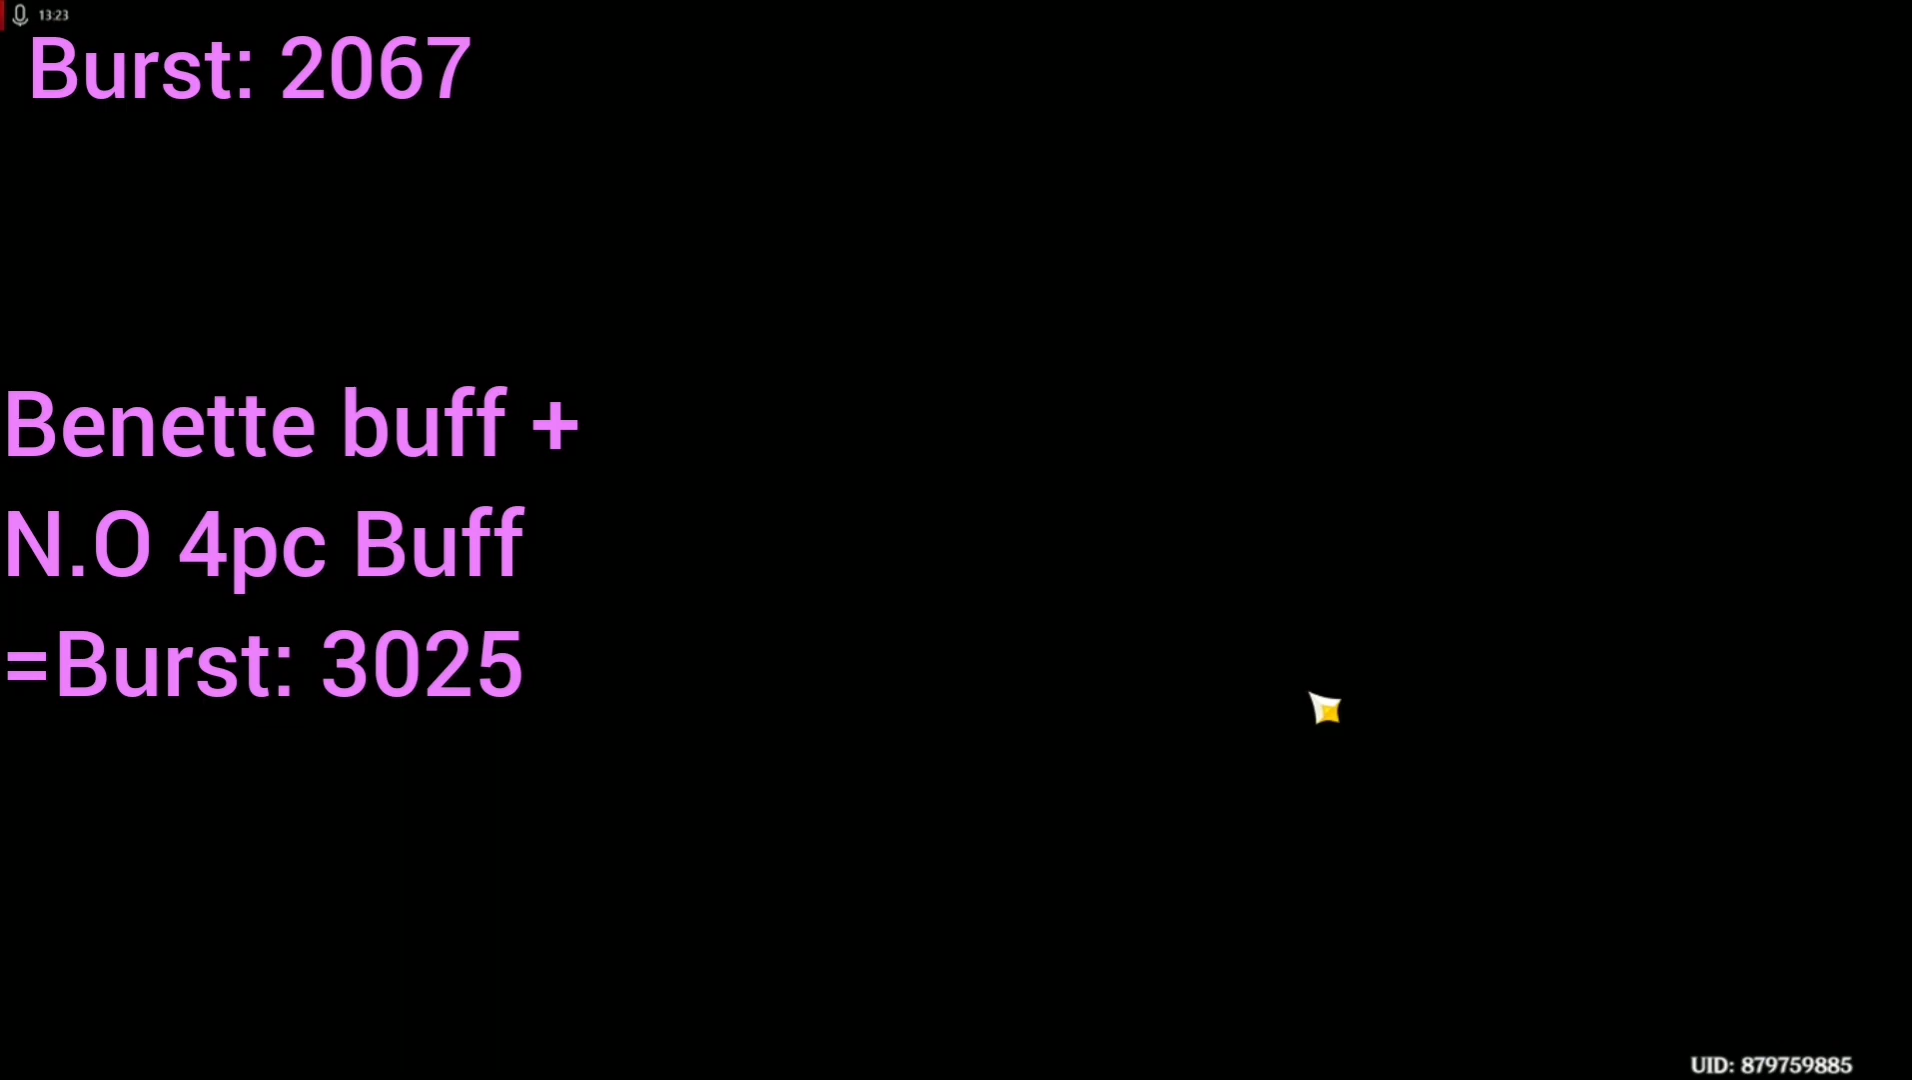 13:23
Burst: 2067
Benette buff +
N.O 4pc Buff
=Burst: 3025
UID: 879759885